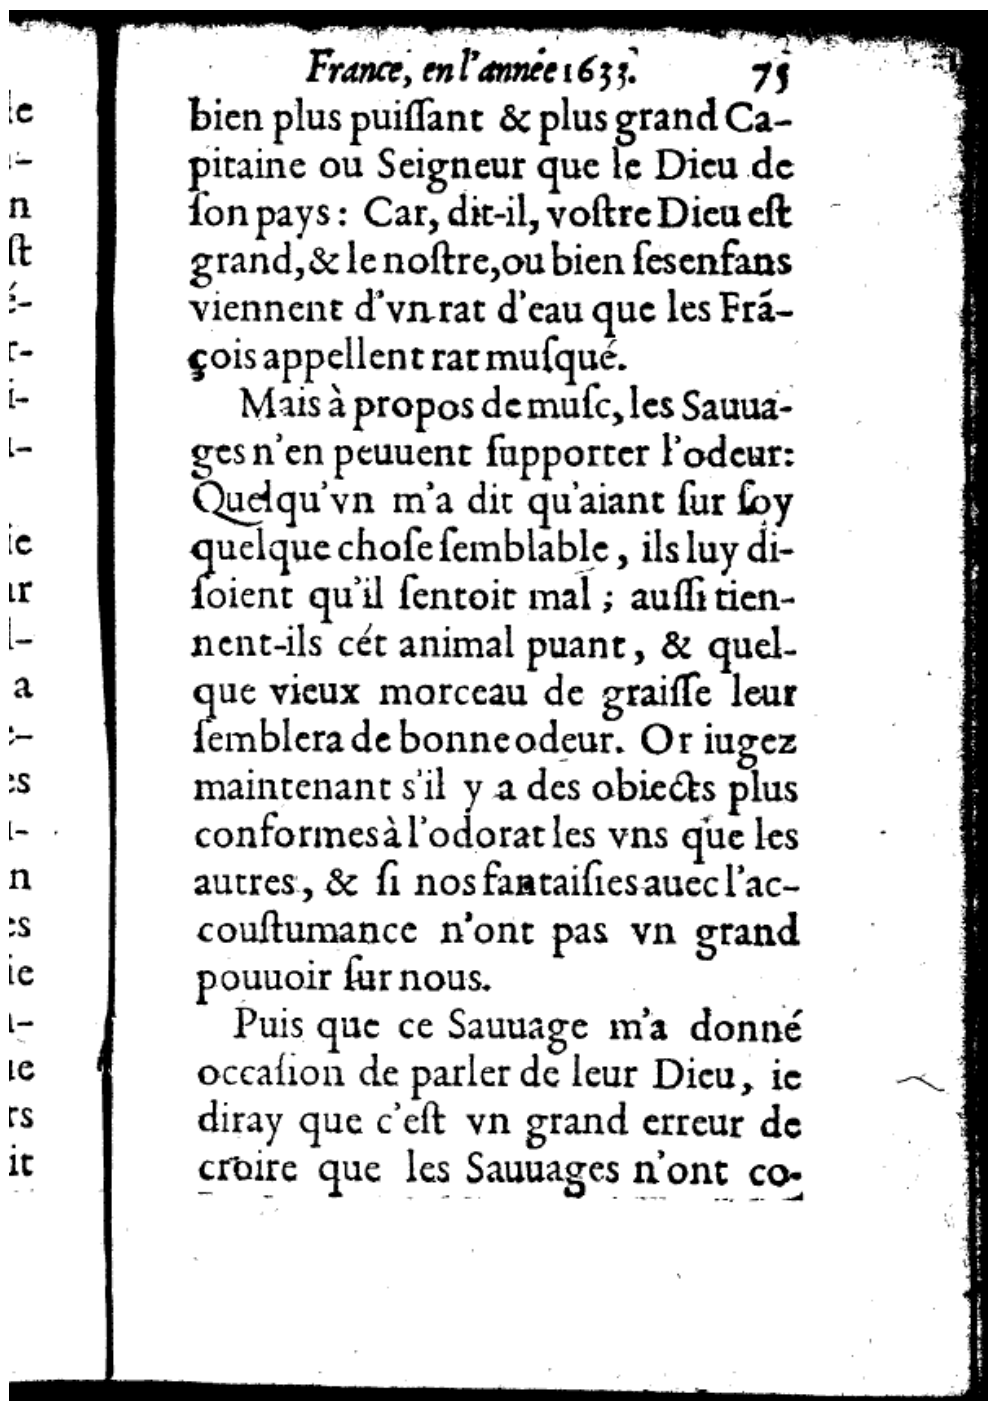 France, en l'année 1633. 75
bien plus puiſſant & plus grand Ca-
pitaine ou Seigneur que le Dieu de
ſon pays : Car, dit-il, voſtre Dieu eſt
grand, & le noſtre, ou bien ſes enfans
viennent d'vn rat d'eau que les Frã-
çois appellent rat muſqué.
Mais à propos de muſc, les Sauua-
ges n'en peuuent ſupporter l'odeur:
Quelqu'vn m'a dit qu'aiant ſur ſoy
quelque choſe ſemblable, ils luy di-
ſoient qu'il ſentoit mal ; auſſi tien-
nent-ils cét animal puant, & quel-
que vieux morceau de graiſſe leur
ſemblera de bonne odeur. Or iugez
maintenant s'il y a des obiects plus
conformes à l'odorat les vns que les
autres, & ſi nos fantaiſies auec l'ac-
couſtumance n'ont pas vn grand
pouuoir ſur nous.
Puis que ce Sauuage m'a donné
occaſion de parler de leur Dieu, ie
diray que c'eſt vn grand erreur de
croire que les Sauuages n'ont co-